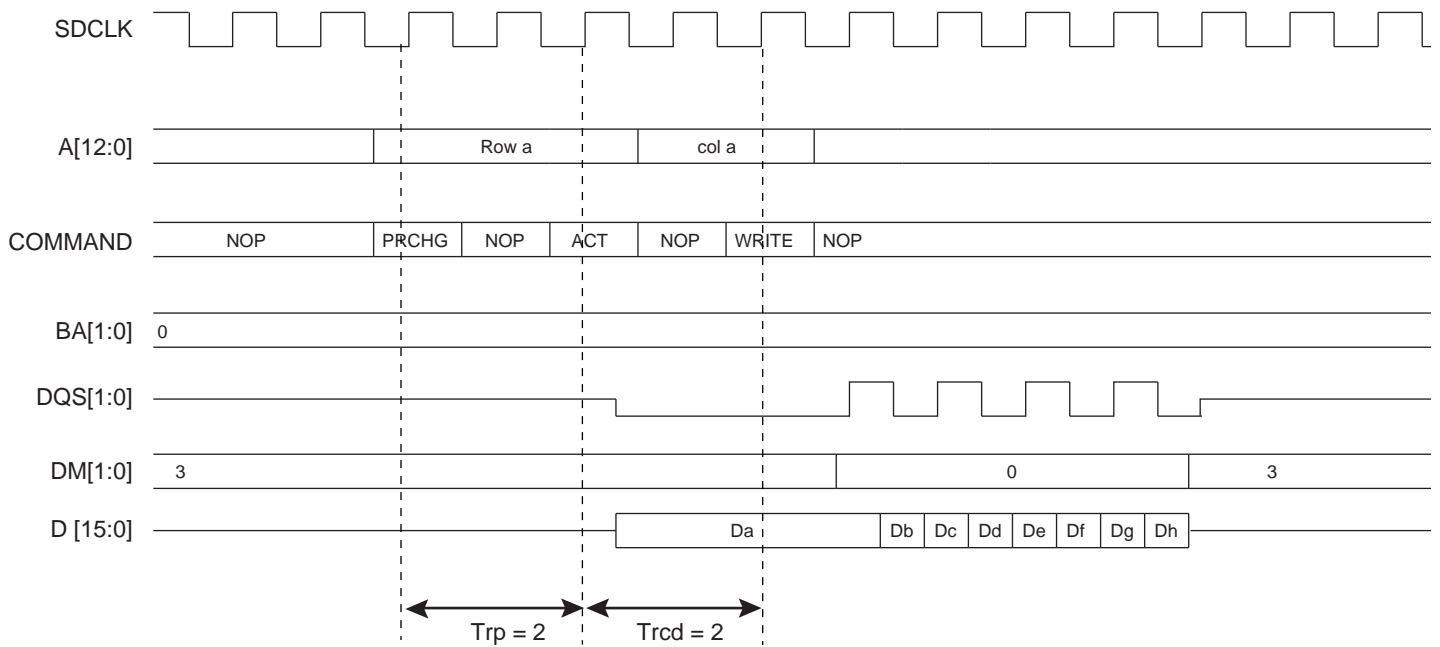 SDCLK
A[12:0] Row a col a
COMMAND NOP PRCHG NOP ACT NOP WRITE NOP
BA[1:0] 0
DQS[1:0]
DM[1:0] 3 0 3
D [15:0] Da Db Dc Dd De Df Dg Dh
Trp = 2 Trcd = 2